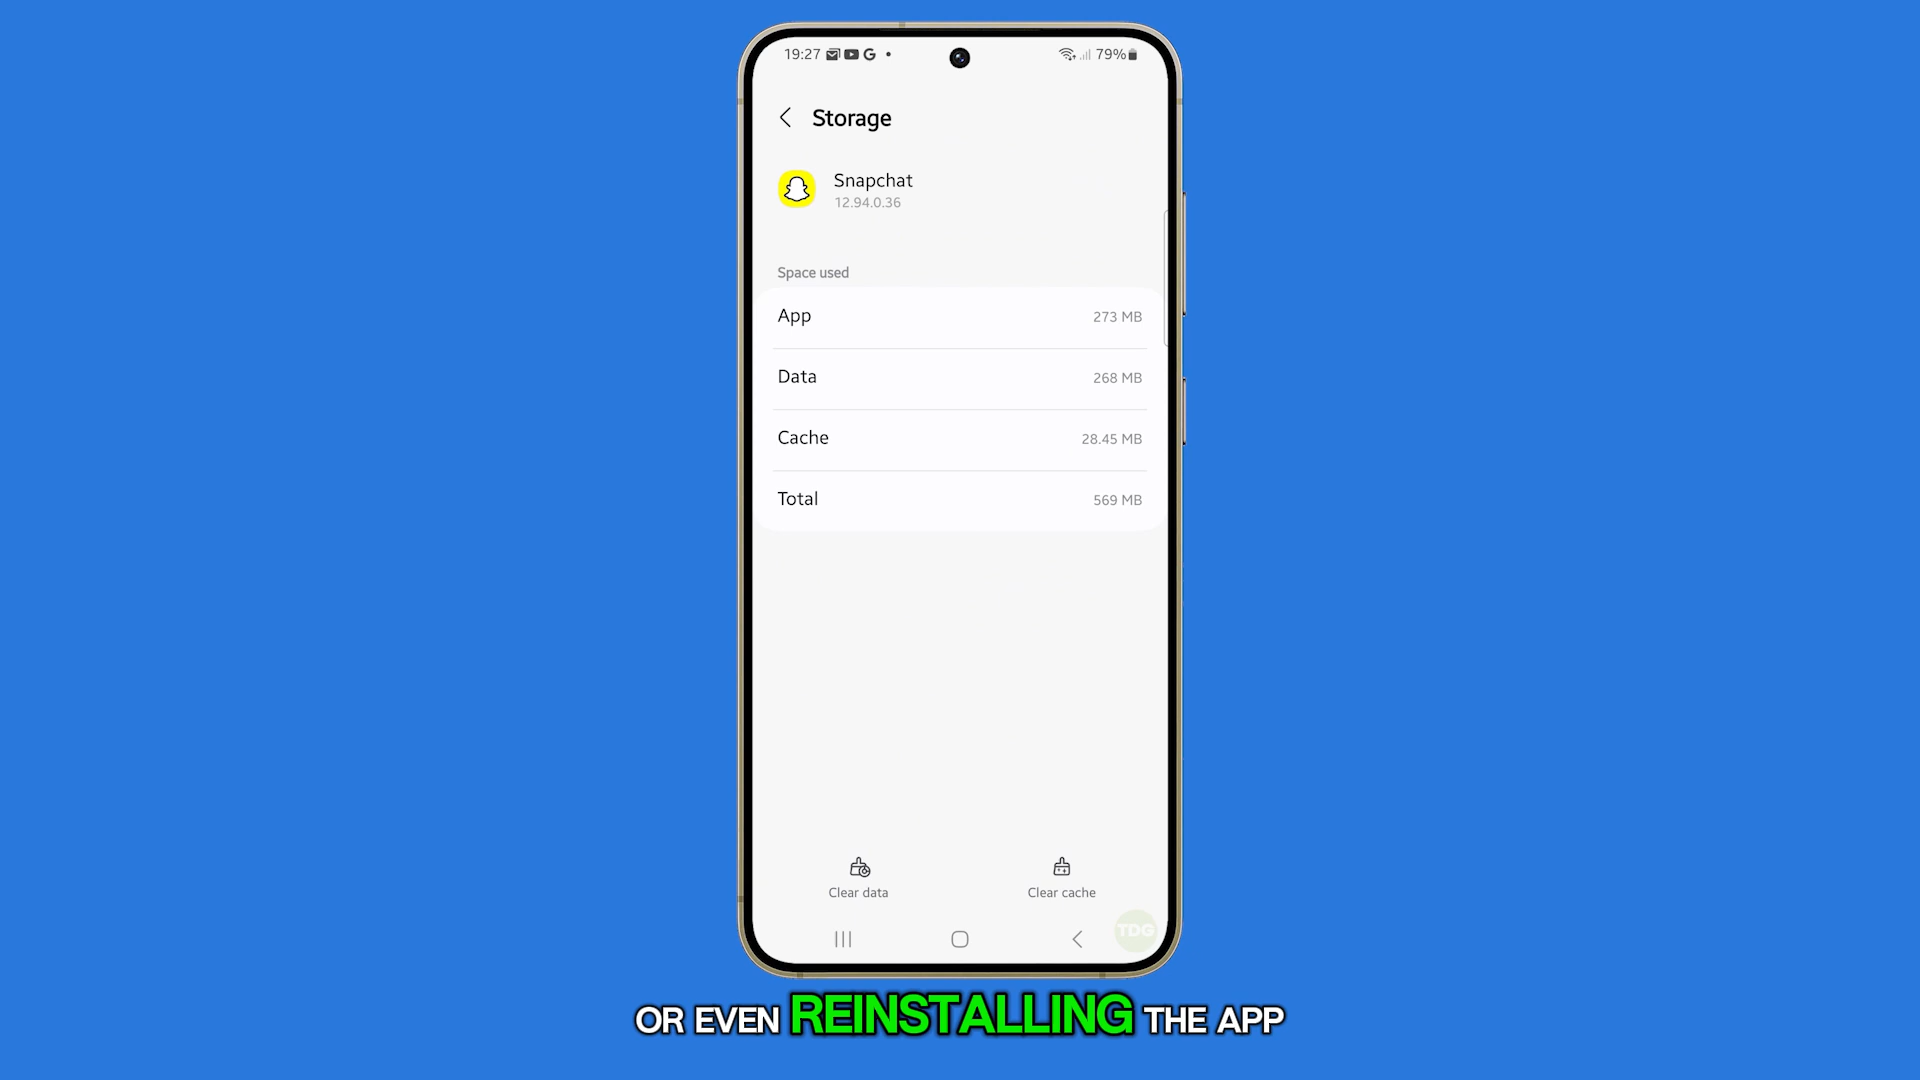 19:27 79%
Storage
Snapchat
12.94.0.36
Space used
App 273 MB
Data 268 MB
Cache 28.45 MB
Total 569 MB
Clear data Clear cache
TDG
OR EVEN REINSTALLING THE APP